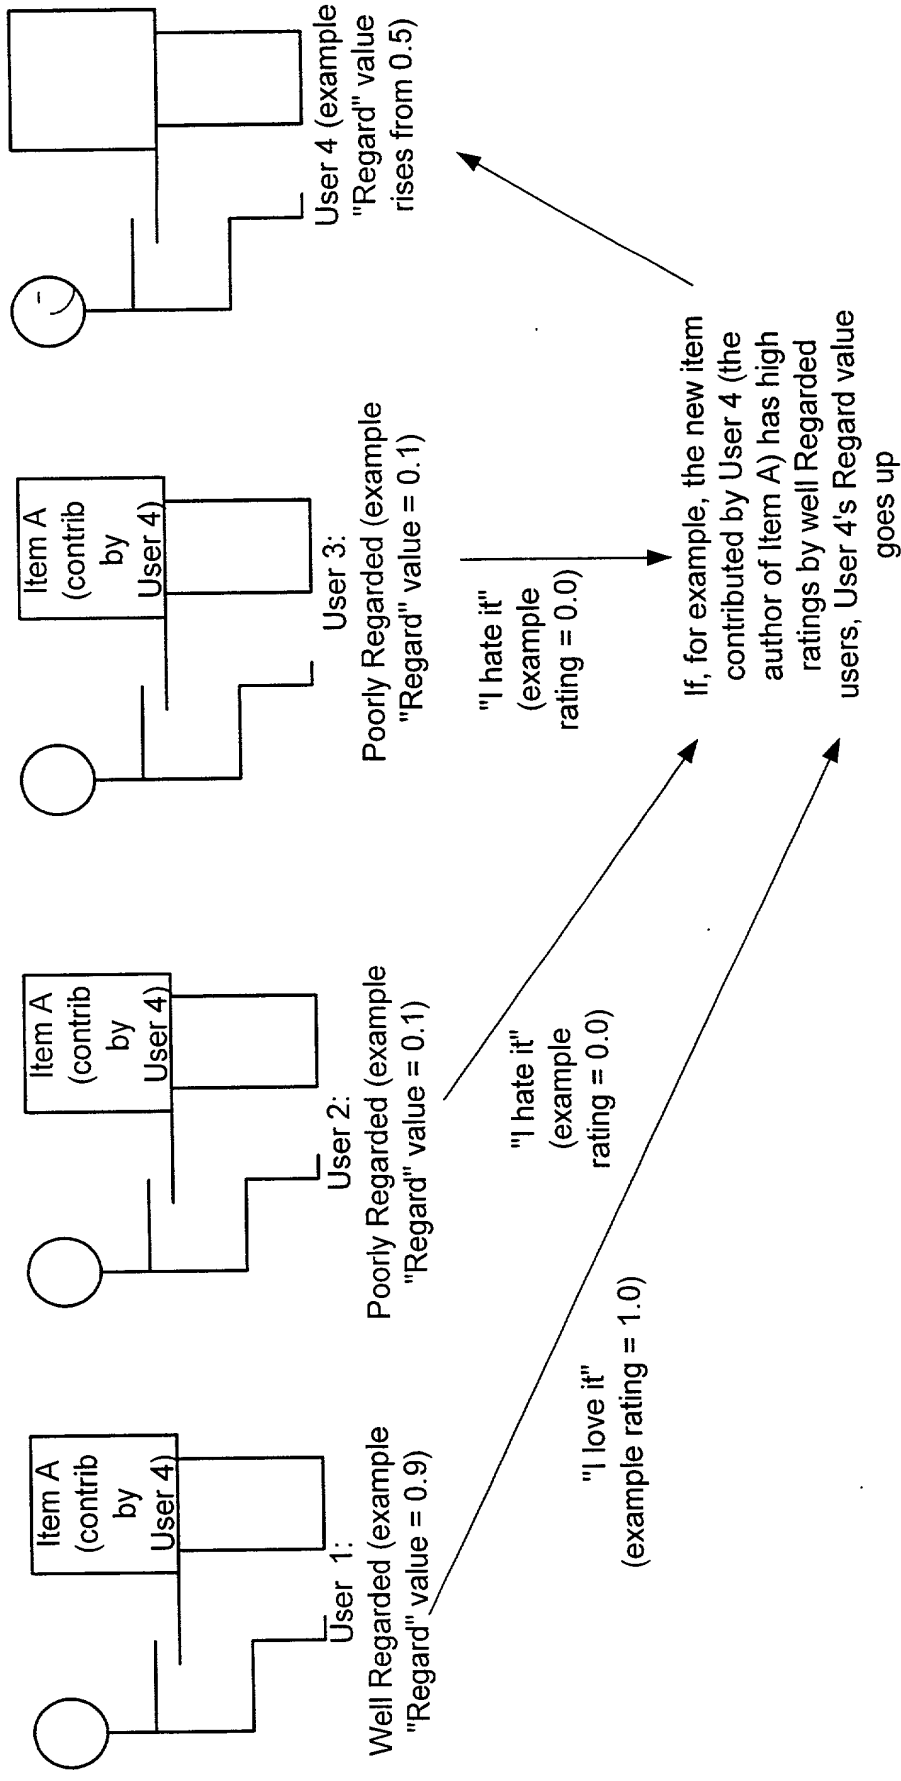 Item A
(contrib
by
User 4)
User 1:
Well Regarded (example
"Regard" value = 0.9)
Item A
(contrib
by
User 4)
User 2:
Poorly Regarded (example
"Regard" value = 0.1)
Item A
(contrib
by
User 4)
User 3:
Poorly Regarded (example
"Regard" value = 0.1)
User 4 (example
"Regard" value
rises from 0.5)
"I love it"
(example rating = 1.0)
"I hate it"
(example
rating = 0.0)
"I hate it"
(example
rating = 0.0)
If, for example, the new item
contributed by User 4 (the
author of Item A) has high
ratings by well Regarded
users, User 4's Regard value
goes up